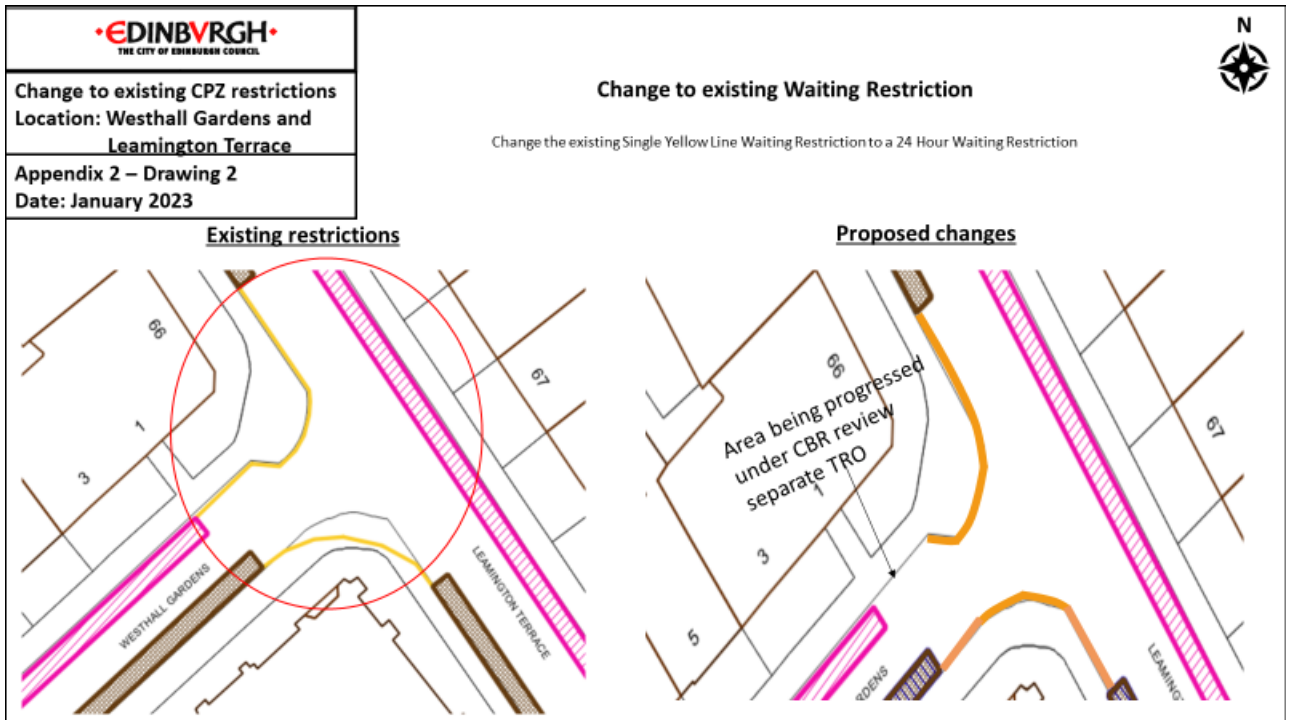 EDINBVRGH
THE CITY OF EDINBURGH COUNCIL
Change to existing CPZ restrictions
Location: Westhall Gardens and
Leamington Terrace
Appendix 2 – Drawing 2
Date: January 2023
Change to existing Waiting Restriction
Change the existing Single Yellow Line Waiting Restriction to a 24 Hour Waiting Restriction
N
Existing restrictions
66
67
1
3
WESTHALL GARDENS
LEAMINGTON TERRACE
Proposed changes
66
67
Area being progressed
under CBR review
separate TRO
1
3
5
RDENS
LEAMING